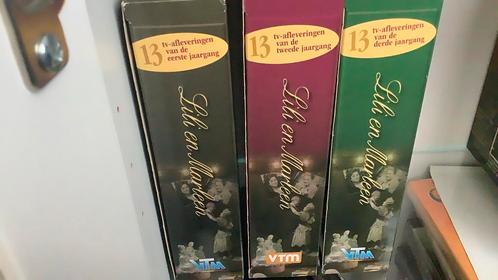 13 tv-afleveringen
van de
eerste jaargang
Lili en Marleen
VTM
13 tv-afleveringen
van de
tweede jaargang
Lili en Marleen
VTM
13 tv-afleveringen
van de
derde jaargang
Lili en Marleen
VTM